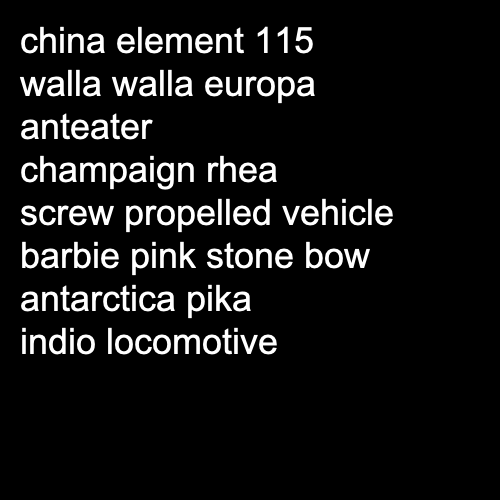 china element 115
walla walla europa
anteater
champaign rhea
screw propelled vehicle
barbie pink stone bow
antarctica pika
indio locomotive